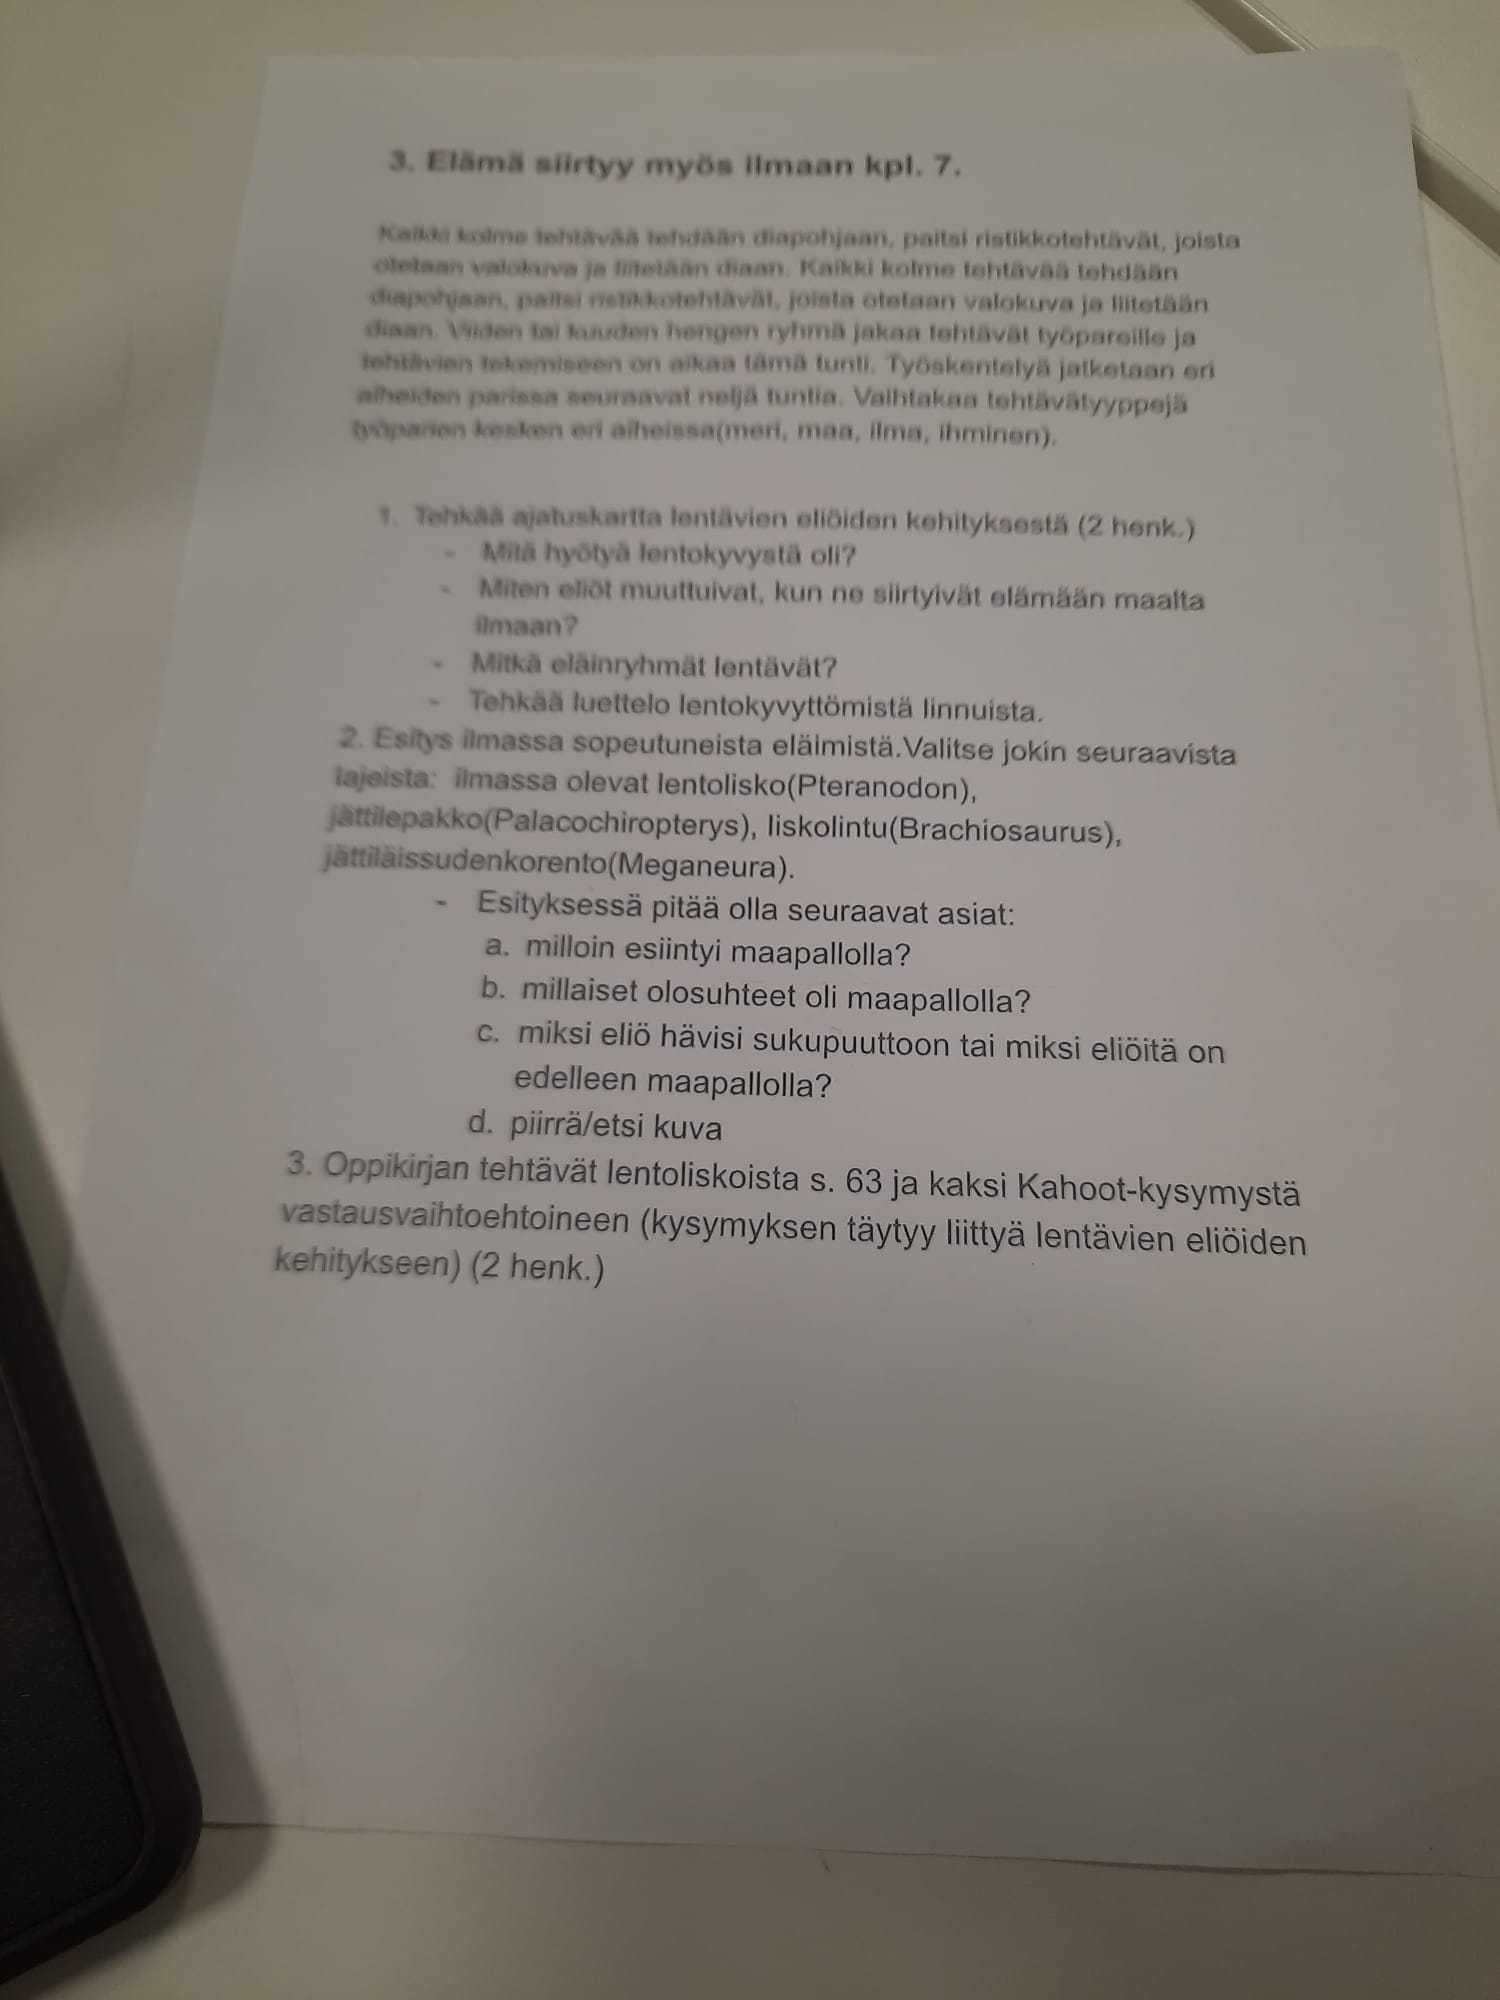 3. Elämä siirtyy myös ilmaan kpl. 7.
Kaikki kolme tehtävää tehdään diapohjaan, paitsi ristikkotehtävät, joista
otetaan valokuva ja liitetään diaan. Kaikki kolme tehtävää tehdään
diapohjaan, paitsi ristikkotehtävät, joista otetaan valokuva ja liitetään
diaan. Viiden tai kuuden hengen ryhmä jakaa tehtävät työpareille ja
tehtävien tekemiseen on aikaa tämä tunti. Työskentelyä jatketaan eri
aiheiden parissa seuraavat neljä tuntia. Vaihtakaa tehtävätyyppejä
työparien kesken eri aiheissa(meri, maa, ilma, ihminen).
1. Tehkää ajatuskartta lentävien eliöiden kehityksestä (2 henk.)
- Mitä hyötyä lentokyvystä oli?
- Miten eliöt muuttuivat, kun ne siirtyivät elämään maalta
ilmaan?
- Mitkä eläinryhmät lentävät?
- Tehkää luettelo lentokyvyttömistä linnuista.
2. Esitys ilmassa sopeutuneista eläimistä.Valitse jokin seuraavista
lajeista: ilmassa olevat lentolisko(Pteranodon),
jättilepakko(Palacochiropterys), liskolintu(Brachiosaurus),
jättiläissudenkorento(Meganeura).
- Esityksessä pitää olla seuraavat asiat:
a. milloin esiintyi maapallolla?
b. millaiset olosuhteet oli maapallolla?
c. miksi eliö hävisi sukupuuttoon tai miksi eliöitä on
edelleen maapallolla?
d. piirrä/etsi kuva
3. Oppikirjan tehtävät lentoliskoista s. 63 ja kaksi Kahoot-kysymystä
vastausvaihtoehtoineen (kysymyksen täytyy liittyä lentävien eliöiden
kehitykseen) (2 henk.)